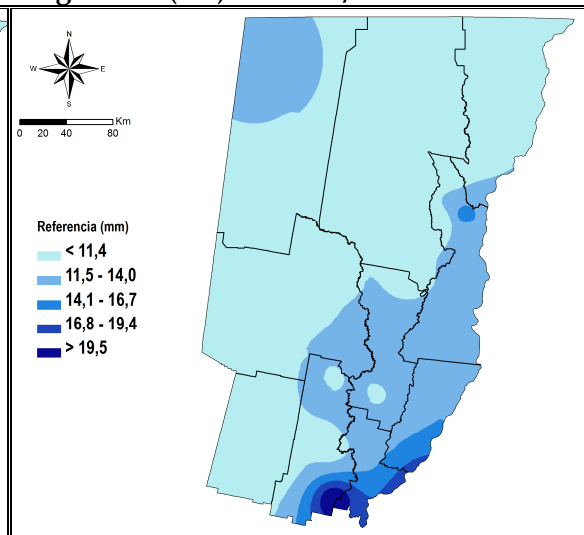 N
W E
S
Km
0 20 40 80
Referencia (mm)
< 11,4
11,5 - 14,0
14,1 - 16,7
16,8 - 19,4
> 19,5